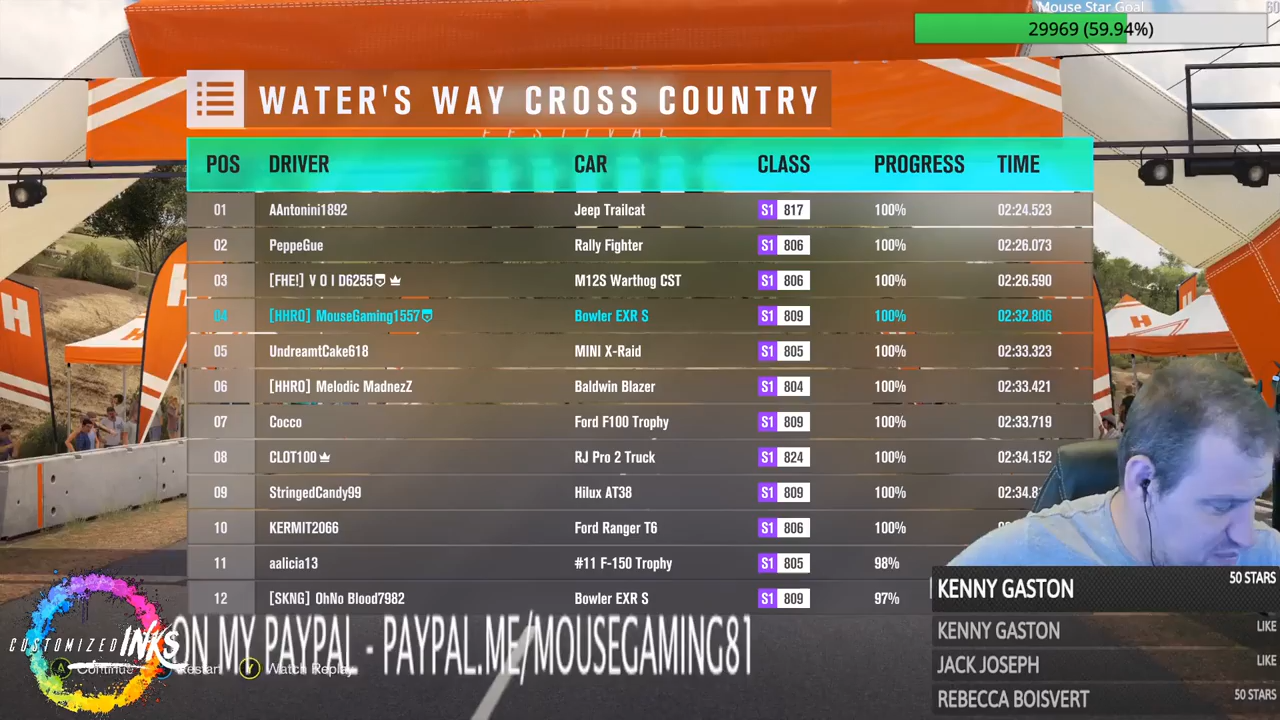 Mouse Star Goal
60
29969 (59.94%)
WATER'S WAY CROSS COUNTRY
FESTIVAL
POS DRIVER CAR CLASS PROGRESS TIME
01 AAntonini1892 Jeep Trailcat S1 817 100% 02:24.523
02 PeppeGue Rally Fighter S1 806 100% 02:26.073
03 [FHE!] V O I D6255 M12S Warthog CST S1 806 100% 02:26.590
04 [HHRO] MouseGaming1557 Bowler EXR S S1 809 100% 02:32.806
05 UndreamtCake618 MINI X-Raid S1 805 100% 02:33.323
06 [HHRO] Melodic MadnezZ Baldwin Blazer S1 804 100% 02:33.421
07 Cocco Ford F100 Trophy S1 809 100% 02:33.719
08 CLOT100 RJ Pro 2 Truck S1 824 100% 02:34.152
09 StringedCandy99 Hilux AT38 S1 809 100%
10 KERMIT2066 Ford Ranger T6 S1 806 100%
11 aalicia13 #11 F-150 Trophy S1 805 98%
12 [SKNG] OhNo Blood7982 Bowler EXR S S1 809 97%
H
H
KENNY GASTON 50 STARS
KENNY GASTON LIKE
JACK JOSEPH LIKE
REBECCA BOISVERT 50 STARS
CUSTOMIZED INKS
ON MY PAYPAL - PAYPAL.ME/MOUSEGAMING81
A Continue Restart Y Watch Replay